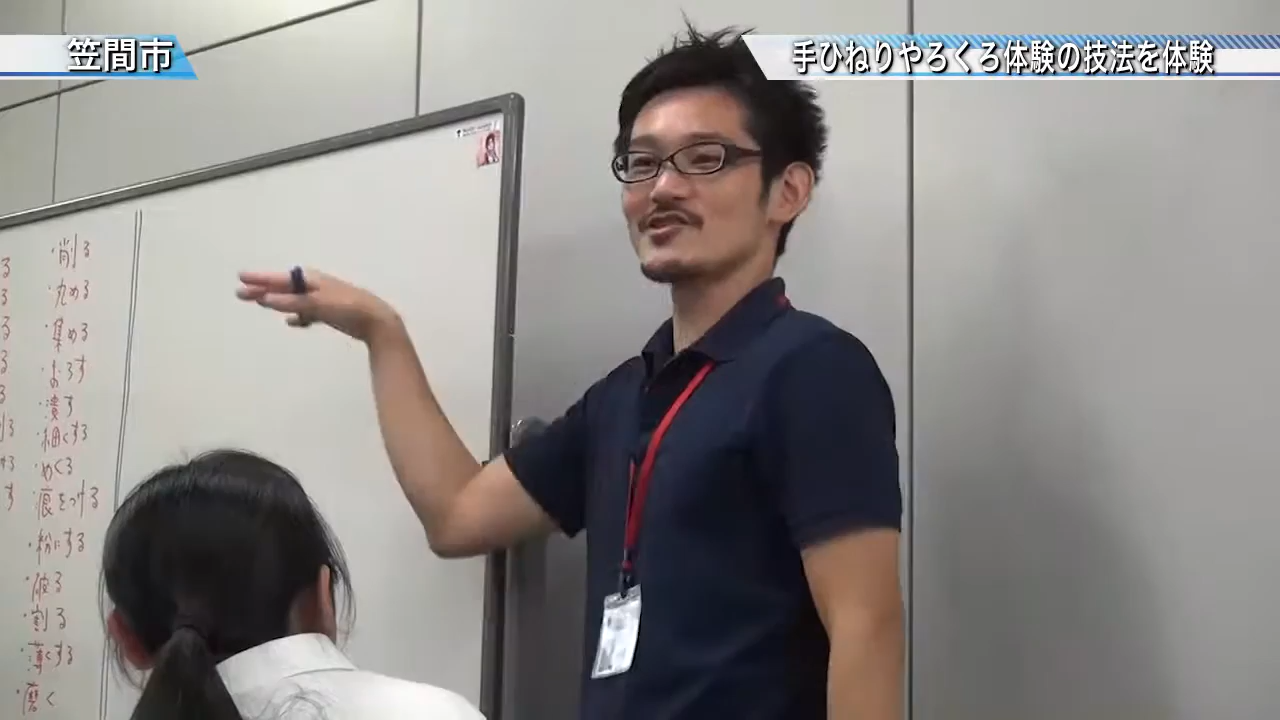 笠間市
手ひねりやろくろ体験の技法を体験
・削る
・丸める
・集める
・おろす
・潰す
・細くする
・めくる
・痕をつける
・粉にする
・破る
・割る
・薄くする
・磨く